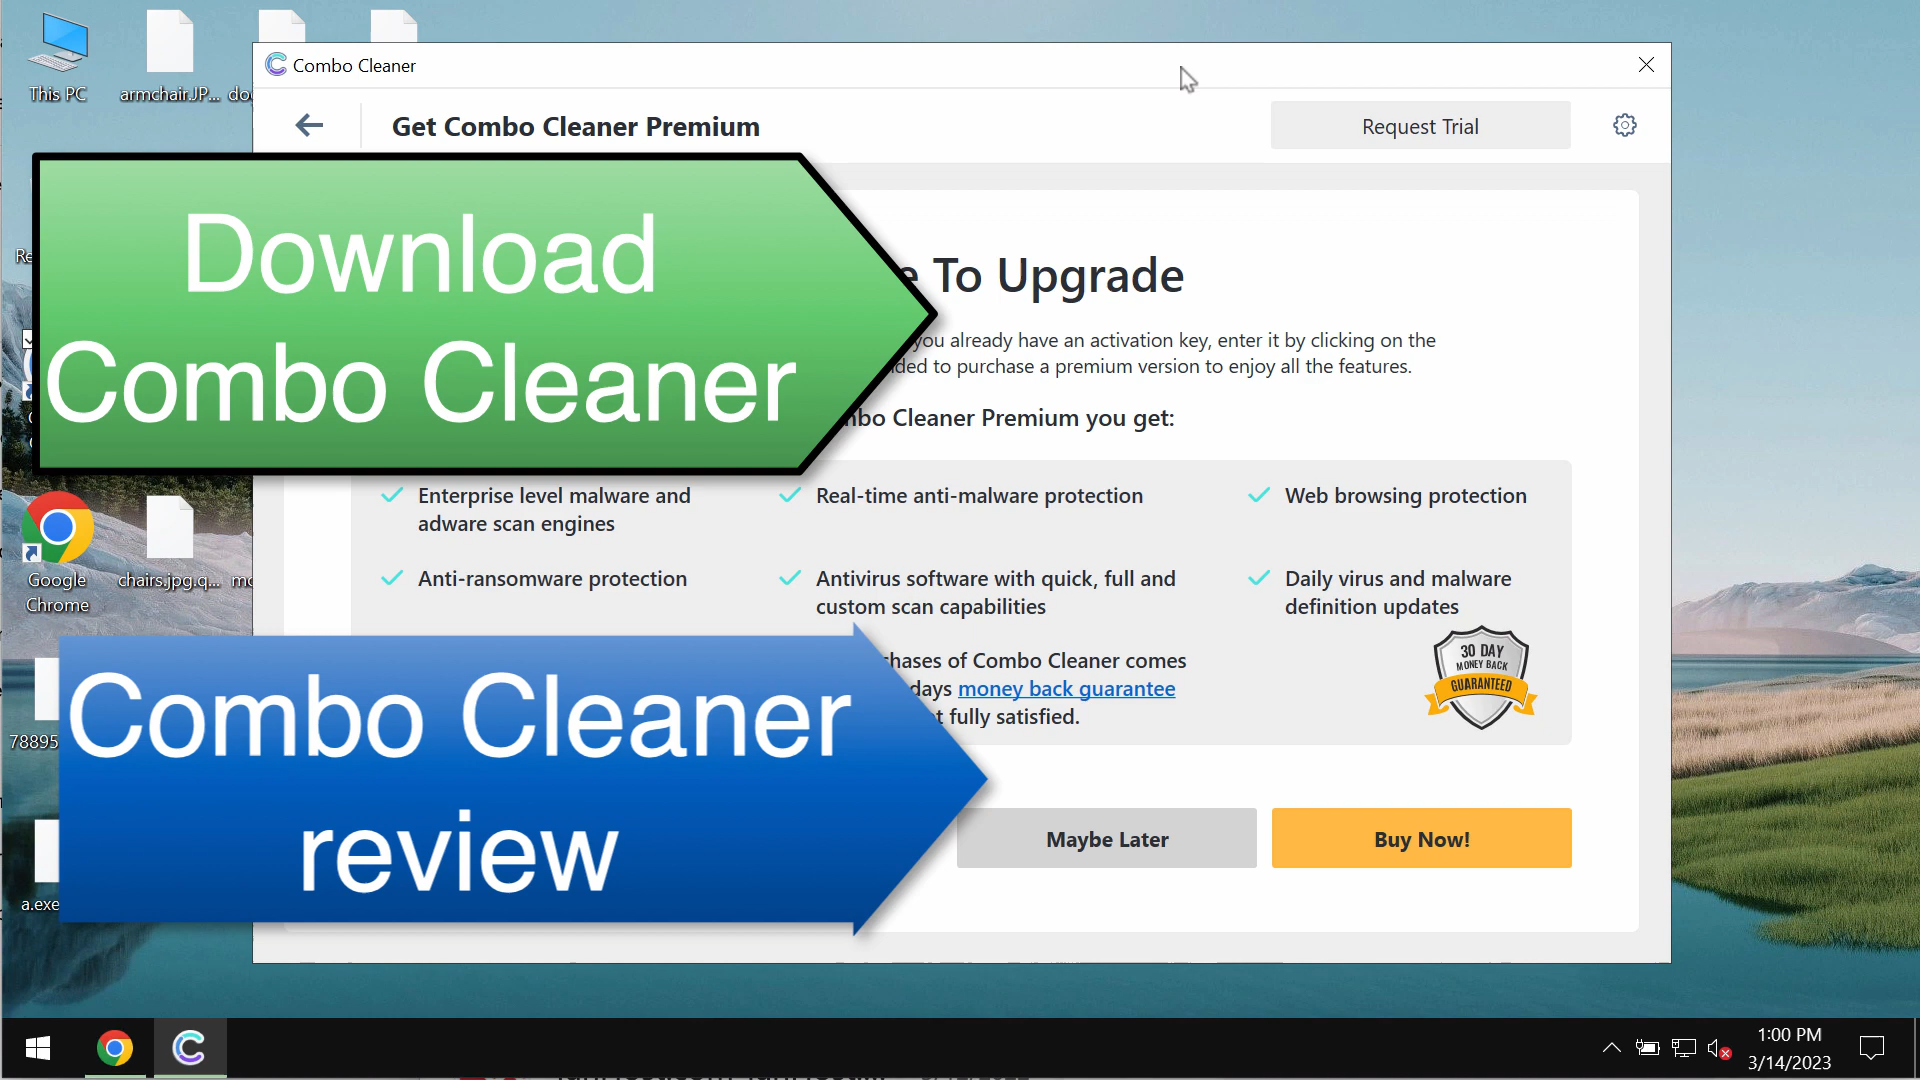 This PC
armchair.JP...
Combo Cleaner
Get Combo Cleaner Premium
Request Trial
Download
Combo Cleaner
To Upgrade
you already have an activation key, enter it by clicking on the
to purchase a premium version to enjoy all the features.
Cleaner Premium you get:
Enterprise level malware and
adware scan engines
Real-time anti-malware protection
Web browsing protection
Anti-ransomware protection
Antivirus software with quick, full and
custom scan capabilities
Daily virus and malware
definition updates
Google
Chrome
chairs.jpg.q...
Combo Cleaner
review
of Combo Cleaner comes
days money back guarantee
fully satisfied.
30 DAY
MONEY BACK
GUARANTEED
78895
a.exe
Maybe Later
Buy Now!
1:00 PM
3/14/2023